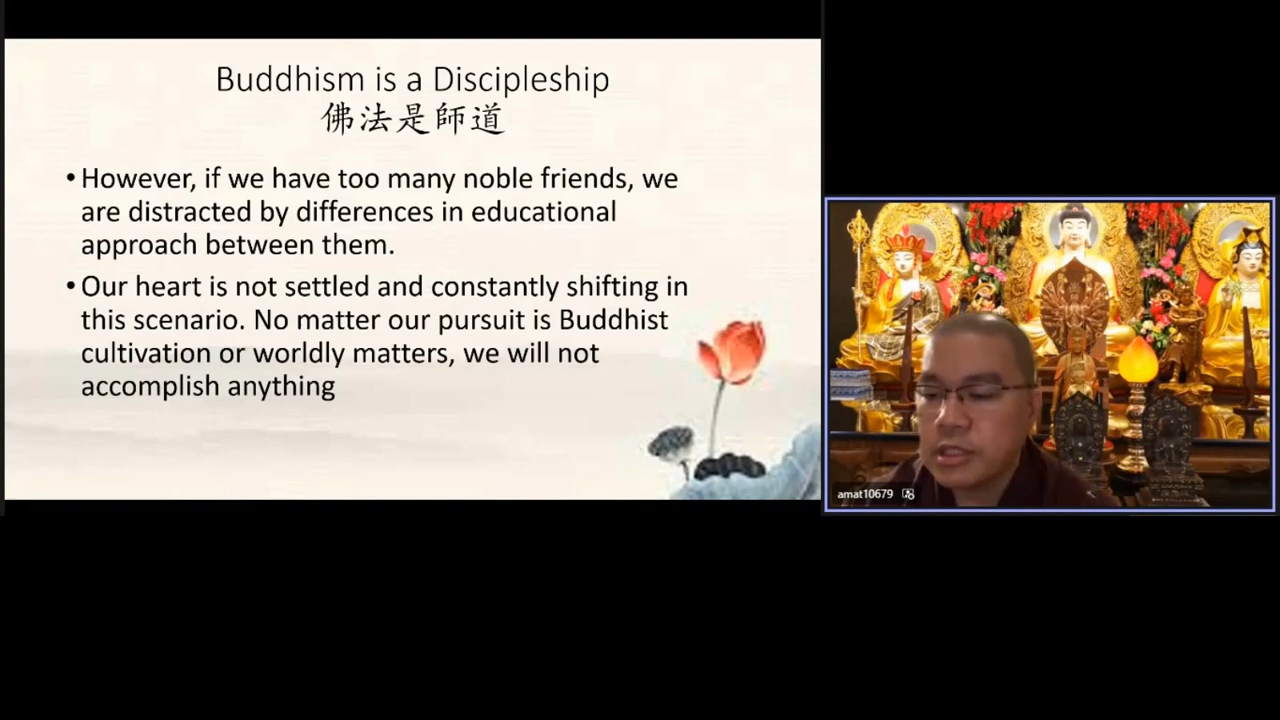 Buddhism is a Discipleship
佛法是師道
• However, if we have too many noble friends, we
are distracted by differences in educational
approach between them.
• Our heart is not settled and constantly shifting in
this scenario. No matter our pursuit is Buddhist
cultivation or worldly matters, we will not
accomplish anything
amat10679